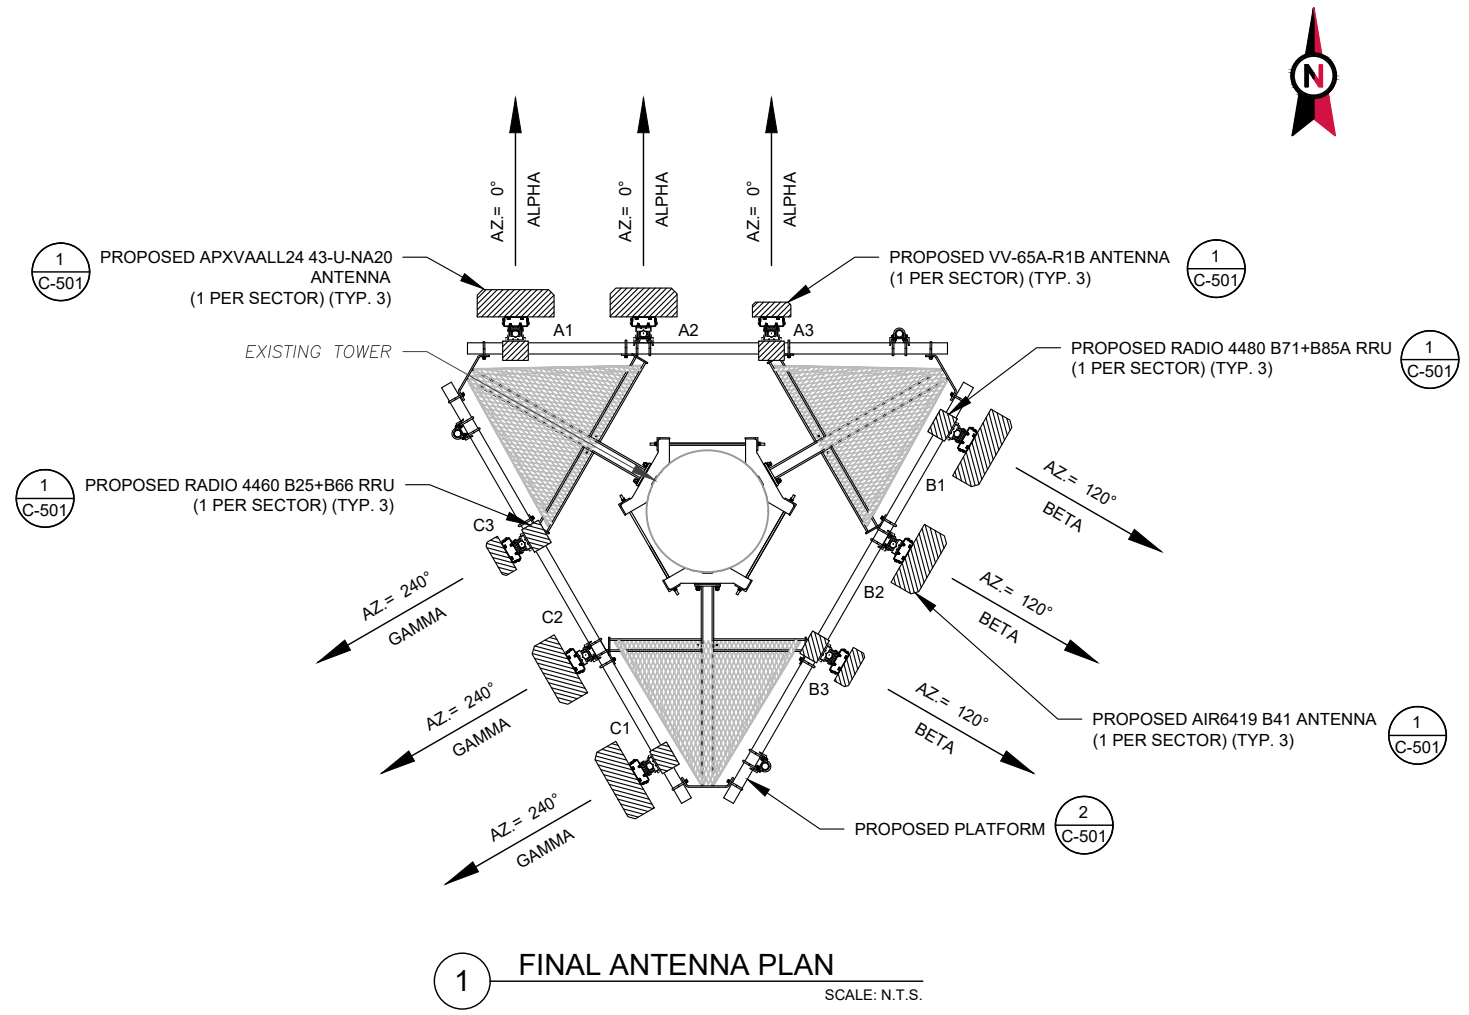 N
AZ.= 0°
ALPHA
AZ.= 0°
ALPHA
AZ.= 0°
ALPHA
1
C-501
PROPOSED APXVAALL24 43-U-NA20
ANTENNA
(1 PER SECTOR) (TYP. 3)
PROPOSED VV-65A-R1B ANTENNA
(1 PER SECTOR) (TYP. 3)
1
C-501
A1
A2
A3
EXISTING TOWER
PROPOSED RADIO 4480 B71+B85A RRU
(1 PER SECTOR) (TYP. 3)
1
C-501
1
C-501
PROPOSED RADIO 4460 B25+B66 RRU
(1 PER SECTOR) (TYP. 3)
B1
AZ.= 120°
BETA
C3
AZ.= 240°
GAMMA
B2
AZ.= 120°
BETA
C2
AZ.= 240°
GAMMA
B3
AZ.= 120°
BETA
C1
AZ.= 240°
GAMMA
PROPOSED AIR6419 B41 ANTENNA
(1 PER SECTOR) (TYP. 3)
1
C-501
PROPOSED PLATFORM
2
C-501
1
FINAL ANTENNA PLAN
SCALE: N.T.S.